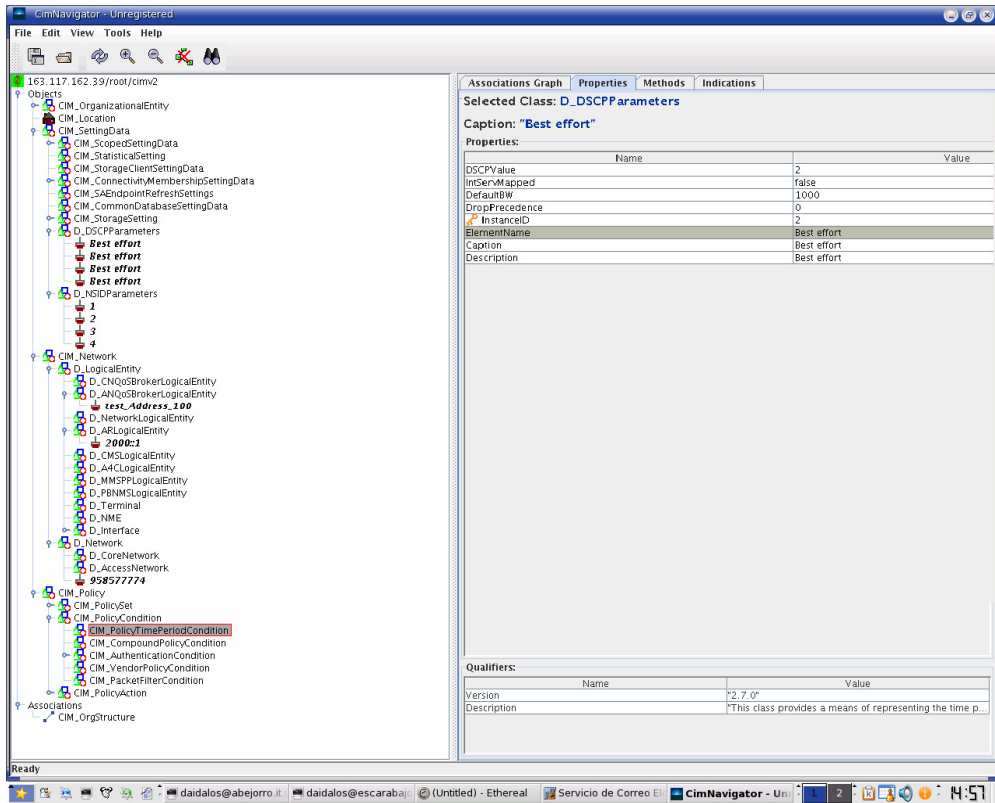 CimNavigator - Unregistered
File Edit View Tools Help
163.117.162.39/root/cimv2
Objects
CIM_OrganizationalEntity
CIM_Location
CIM_SettingData
CIM_ScopedSettingData
CIM_StatisticalSetting
CIM_StorageClientSettingData
CIM_ConnectivityMembershipSettingData
CIM_SAEndpointRefreshSettings
CIM_CommonDatabaseSettingData
CIM_StorageSetting
D_DSCPParameters
Best effort
Best effort
Best effort
Best effort
D_NSIDParameters
1
2
3
4
CIM_Network
D_LogicalEntity
D_CNQoSBrokerLogicalEntity
D_ANQoSBrokerLogicalEntity
test_Address_100
D_NetworkLogicalEntity
D_ARLogicalEntity
2000::1
D_CMSLogicalEntity
D_A4CLogicalEntity
D_MMSPPLogicalEntity
D_PBNMSLogicalEntity
D_Terminal
D_NME
D_Interface
D_Network
D_CoreNetwork
D_AccessNetwork
958577774
CIM_Policy
CIM_PolicySet
CIM_PolicyCondition
CIM_PolicyTimePeriodCondition
CIM_CompoundPolicyCondition
CIM_AuthenticationCondition
CIM_VendorPolicyCondition
CIM_PacketFilterCondition
CIM_PolicyAction
Associations
CIM_OrgStructure
Associations Graph Properties Methods Indications
Selected Class: D_DSCPParameters
Caption: "Best effort"
Properties:
Name Value
DSCPValue 2
IntServMapped false
DefaultBW 1000
DropPrecedence 0
InstanceID 2
ElementName Best effort
Caption Best effort
Description Best effort
Qualifiers:
Name Value
Version "2.7.0"
Description "This class provides a means of representing the time p...
Ready
daidalos@abejorro.it daidalos@escarabajo (Untitled) - Ethereal Servicio de Correo El CimNavigator - Un 1 2 14:57